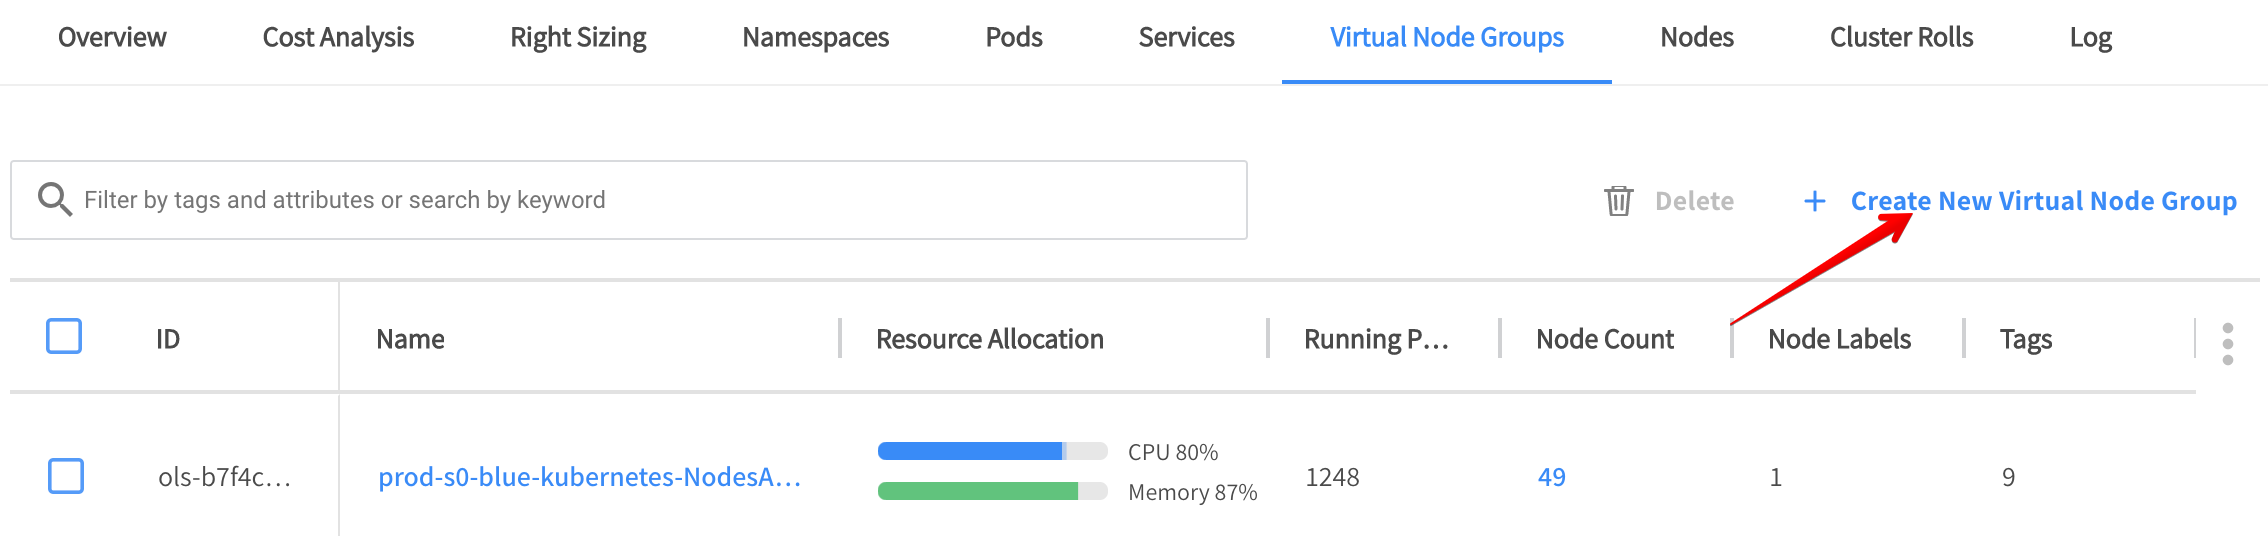 Overview Cost Analysis Right Sizing Namespaces Pods Services Virtual Node Groups Nodes Cluster Rolls Log
Filter by tags and attributes or search by keyword Delete + Create New Virtual Node Group
ID Name Resource Allocation Running P... Node Count Node Labels Tags
ols-b7f4c... prod-s0-blue-kubernetes-NodesA... CPU 80% 1248 49 1 9
Memory 87%